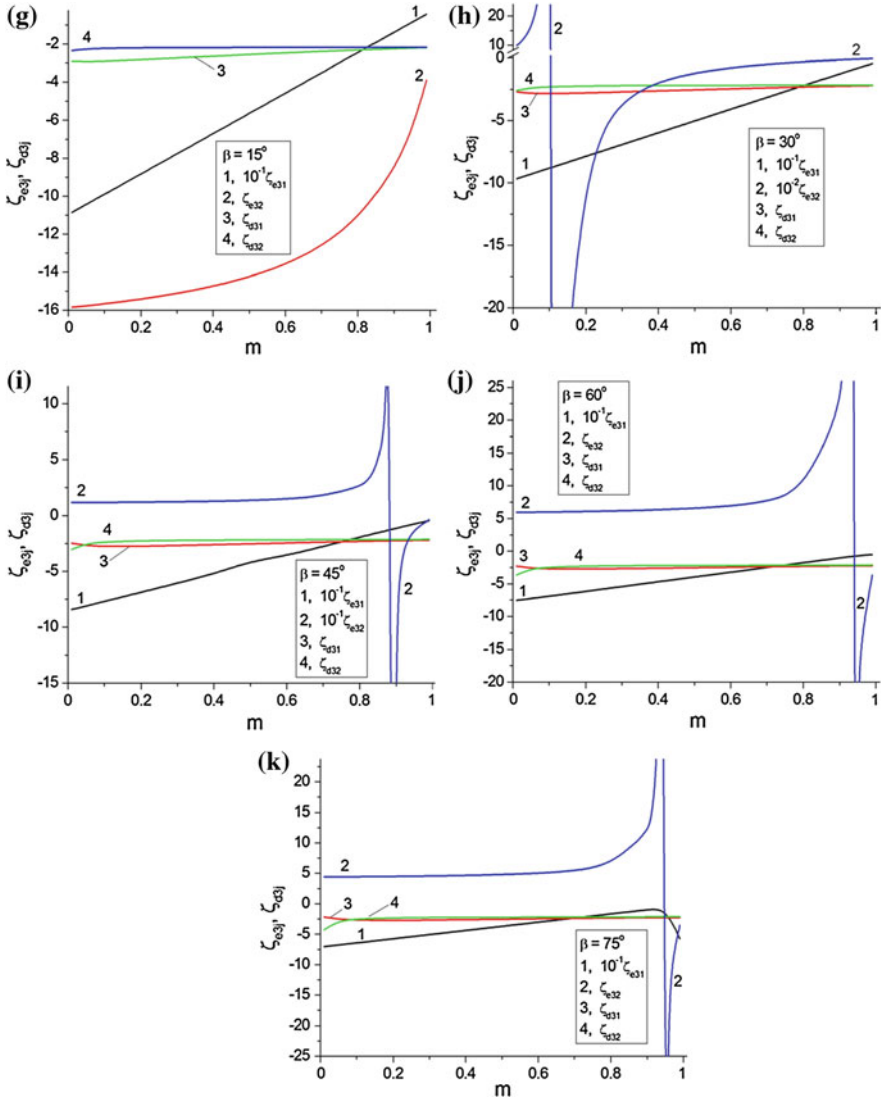 (g)
ζe3j, ζd3j
-2
-4
-6
-8
-10
-12
-14
-16
0
0.2
0.4
0.6
0.8
1
m
1
2
3
4
β = 15°
1, 10⁻¹ζe31
2, ζe32
3, ζd31
4, ζd32
(h)
ζe3j, ζd3j
20
10
0
-5
-10
-15
-20
0
0.2
0.4
0.6
0.8
1
m
2
2
4
3
1
1
β = 30°
1, 10⁻¹ζe31
2, 10⁻²ζe32
3, ζd31
4, ζd32
(i)
ζe3j, ζd3j
10
5
0
-5
-10
-15
0
0.2
0.4
0.6
0.8
1
m
2
4
3
1
2
β = 45°
1, 10⁻¹ζe31
2, 10⁻¹ζe32
3, ζd31
4, ζd32
(j)
ζe3j, ζd3j
25
20
15
10
5
0
-5
-10
-15
-20
0
0.2
0.4
0.6
0.8
1
m
β = 60°
1, 10⁻¹ζe31
2, ζe32
3, ζd31
4, ζd32
2
3
4
1
2
(k)
ζe3j, ζd3j
75
20
15
10
5
0
-5
-10
-15
-20
-25
0
0.2
0.4
0.6
0.8
1
m
2
3
4
1
2
β = 75°
1, 10⁻¹ζe31
2, ζe32
3, ζd31
4, ζd32